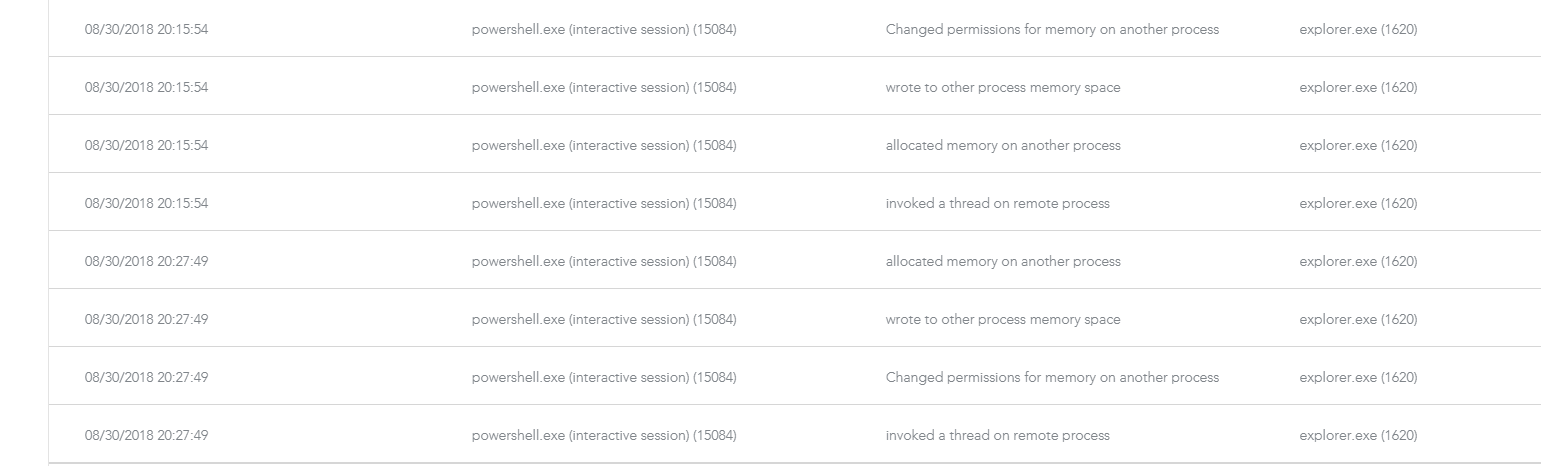 08/30/2018 20:15:54 powershell.exe (interactive session) (15084) Changed permissions for memory on another process explorer.exe (1620)
08/30/2018 20:15:54 powershell.exe (interactive session) (15084) wrote to other process memory space explorer.exe (1620)
08/30/2018 20:15:54 powershell.exe (interactive session) (15084) allocated memory on another process explorer.exe (1620)
08/30/2018 20:15:54 powershell.exe (interactive session) (15084) invoked a thread on remote process explorer.exe (1620)
08/30/2018 20:27:49 powershell.exe (interactive session) (15084) allocated memory on another process explorer.exe (1620)
08/30/2018 20:27:49 powershell.exe (interactive session) (15084) wrote to other process memory space explorer.exe (1620)
08/30/2018 20:27:49 powershell.exe (interactive session) (15084) Changed permissions for memory on another process explorer.exe (1620)
08/30/2018 20:27:49 powershell.exe (interactive session) (15084) invoked a thread on remote process explorer.exe (1620)